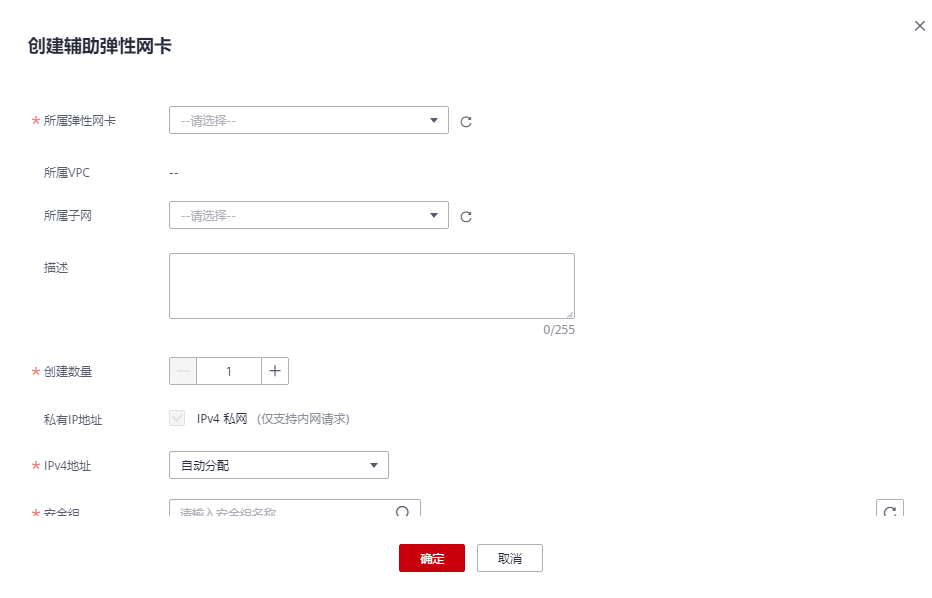 创建辅助弹性网卡
* 所属弹性网卡 --请选择--
所属VPC --
所属子网 --请选择--
描述
0/255
* 创建数量 1
私有IP地址 IPv4 私网 (仅支持内网请求)
* IPv4地址 自动分配
* 安全组 请输入安全组名称
确定 取消